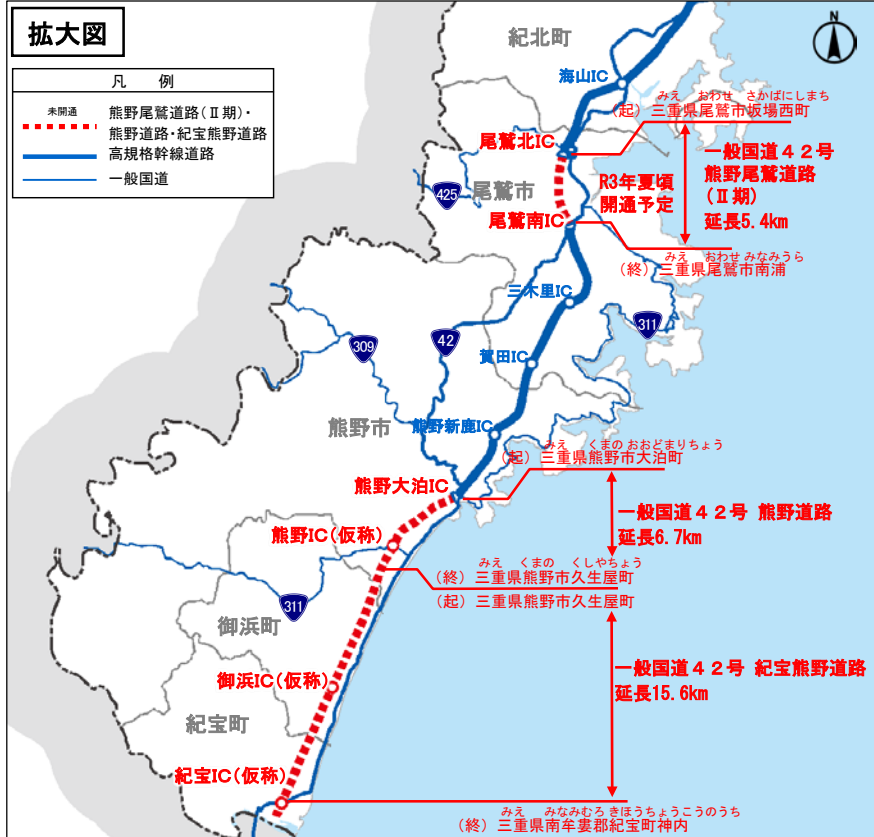 拡大図
凡　例
未開通
熊野尾鷲道路(Ⅱ期)・
熊野道路・紀宝熊野道路
高規格幹線道路
一般国道
N
紀北町
海山IC
みえ　おわせ　さかばにしまち
(起) 三重県尾鷲市坂場西町
尾鷲北IC
一般国道42号
熊野尾鷲道路
(Ⅱ期)
延長5.4km
R3年夏頃
開通予定
尾鷲市
425
尾鷲南IC
みえ　おわせ みなみうら
(終) 三重県尾鷲市南浦
三木里IC
311
42
309
賀田IC
熊野市
熊野新鹿IC
みえ　くまの おおどまりちょう
(起) 三重県熊野市大泊町
熊野大泊IC
一般国道42号 熊野道路
延長6.7km
熊野IC(仮称)
みえ　くまの　くしやちょう
(終) 三重県熊野市久生屋町
(起) 三重県熊野市久生屋町
311
御浜町
一般国道42号 紀宝熊野道路
延長15.6km
御浜IC(仮称)
紀宝町
紀宝IC(仮称)
みえ　みなみむろ きほうちょうこうのうち
(終) 三重県南牟婁郡紀宝町神内